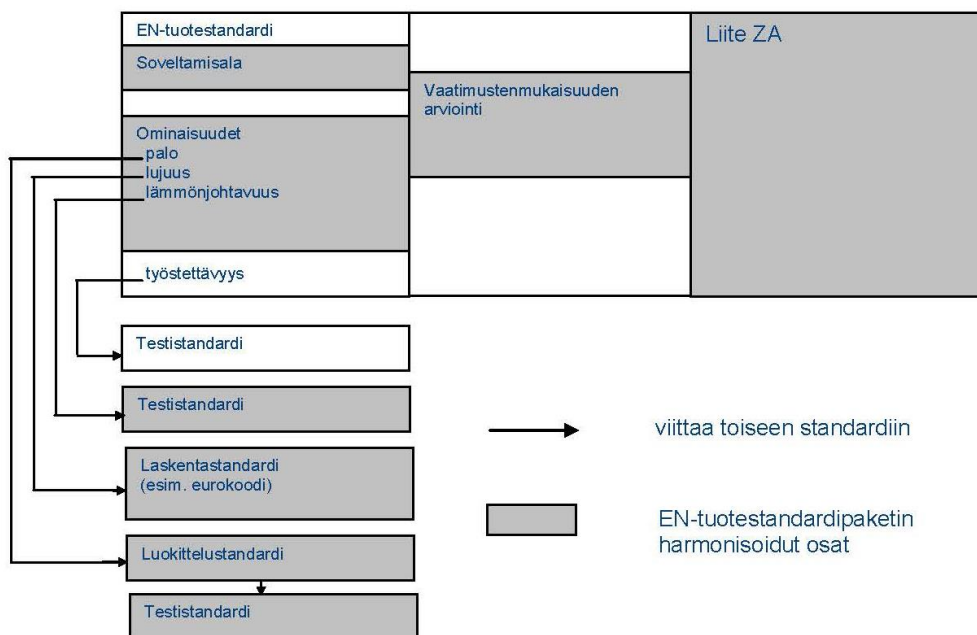 EN-tuotestandardi
Soveltamisala
Ominaisuudet
palo
lujuus
lämmönjohtavuus
työstettävyys
Vaatimustenmukaisuuden
arviointi
Liite ZA
Testistandardi
Testistandardi
Laskentastandardi
(esim. eurokoodi)
Luokittelustandardi
Testistandardi
viittaa toiseen standardiin
EN-tuotestandardipaketin
harmonisoidut osat